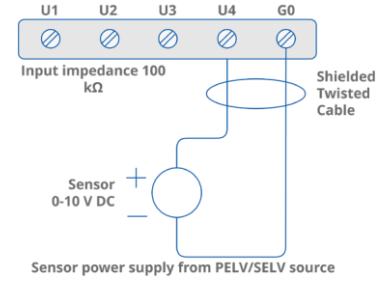 U1 U2 U3 U4 G0
Input impedance 100
kΩ
Shielded
Twisted
Cable
+
Sensor
0-10 V DC
—
Sensor power supply from PELV/SELV source